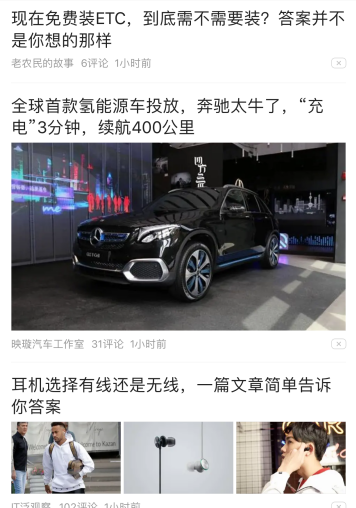 现在免费装ETC，到底需不需要装？答案并不
是你想的那样
老农民的故事 6评论 1小时前
全球首款氢能源车投放，奔驰太牛了，“充
电”3分钟，续航400公里
映璇汽车工作室 31评论 1小时前
耳机选择有线还是无线，一篇文章简单告诉
你答案
IT泛观察 102评论 1小时前